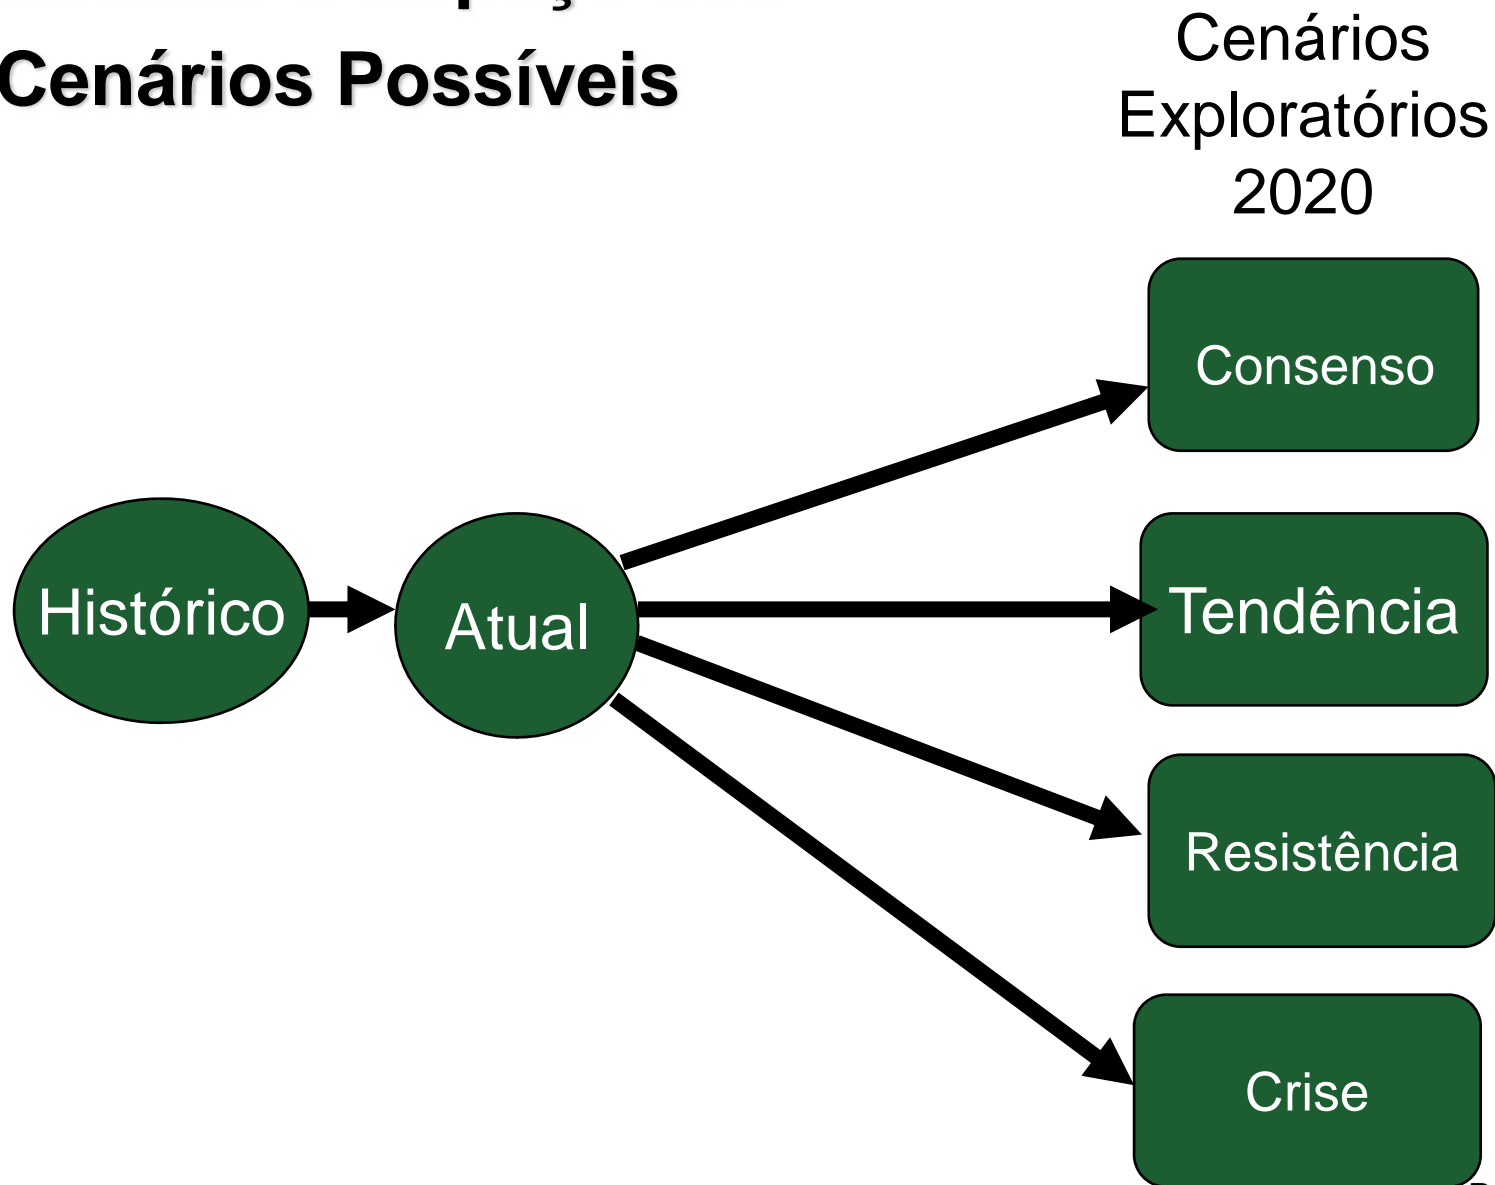 Cenários Possíveis
Cenários
Exploratórios
2020
Consenso
Histórico
Atual
Tendência
Resistência
Crise